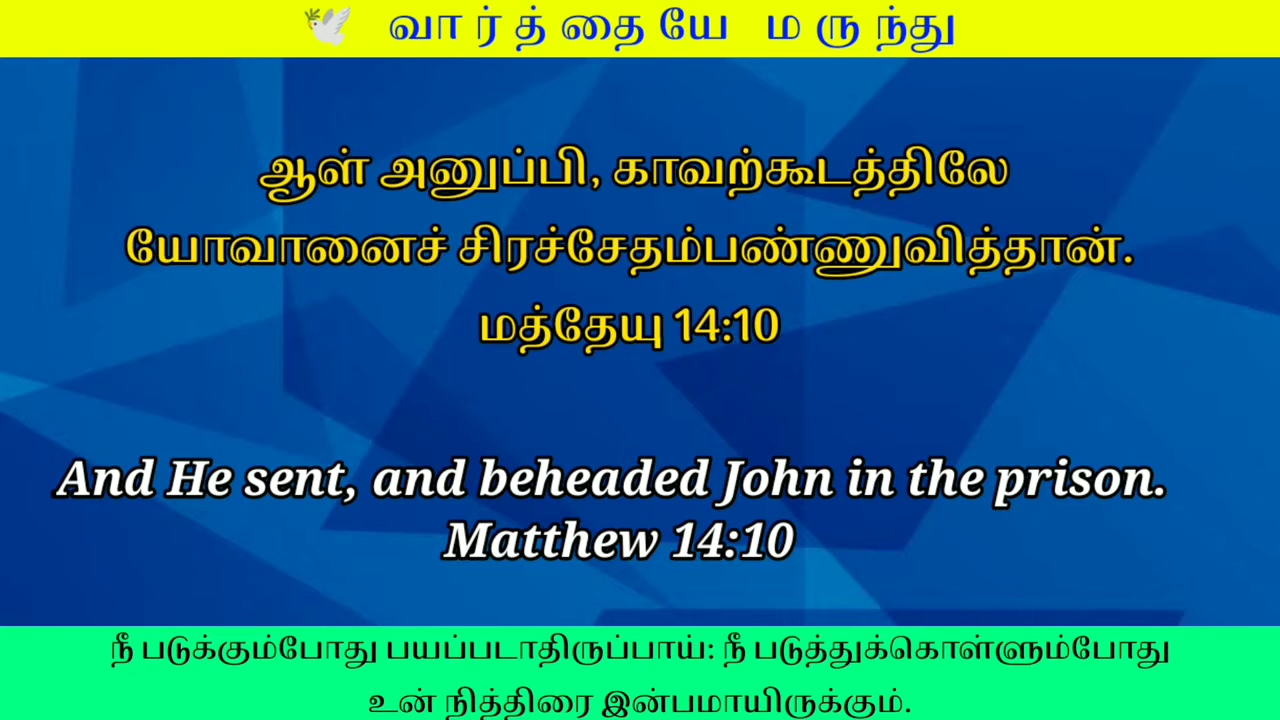 🕊️ வார்த்தையே மருந்து
ஆள் அனுப்பி, காவற்கூடத்திலே
யோவானைச் சிரச்சேதம்பண்ணுவித்தான்.
மத்தேயு 14:10
And He sent, and beheaded John in the prison.
Matthew 14:10
நீ படுக்கும்போது பயப்படாதிருப்பாய்: நீ படுத்துக்கொள்ளும்போது
உன் நித்திரை இன்பமாயிருக்கும்.